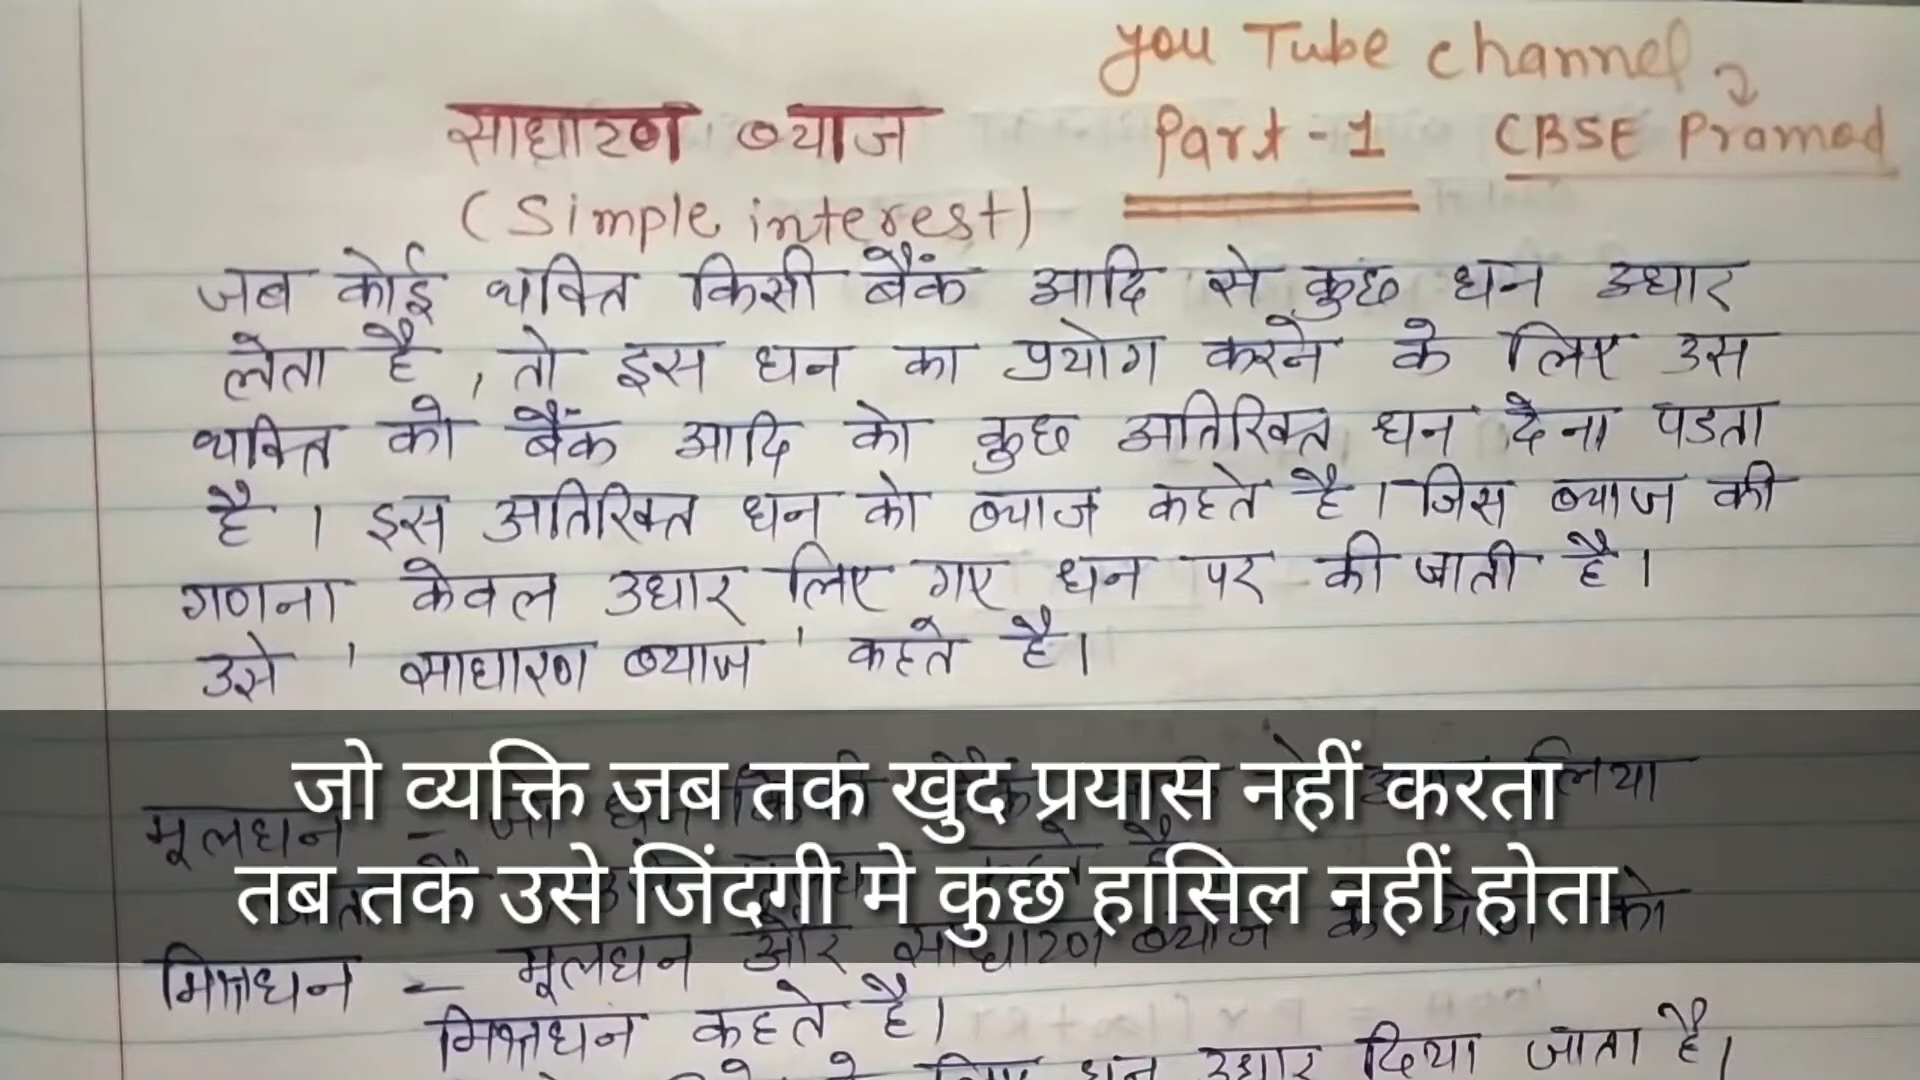 you Tube channel
साधारण ब्याज
Part-1 CBSE Pramod
(Simple interest)
जब कोई व्यक्ति किसी बैंक आदि से कुछ धन उधार
लेता है, तो इस धन का प्रयोग करने के लिए उस
व्यक्ति को बैंक आदि को कुछ अतिरिक्त धन देना पडता
है। इस अतिरिक्त धन को ब्याज कहते है। जिस ब्याज की
गणना केवल उधार लिए गए धन पर की जाती है।
उसे 'साधारण ब्याज' कहते है।
जो व्यक्ति जब तक खुद प्रयास नहीं करता
तब तक उसे जिंदगी मे कुछ हासिल नहीं होता
मूलधन - लिया
मिश्रधन - मूलधन और साधारण ब्याज के योग को
मिश्रधन कहते है।
लिए धन उधार दिया जाता है।